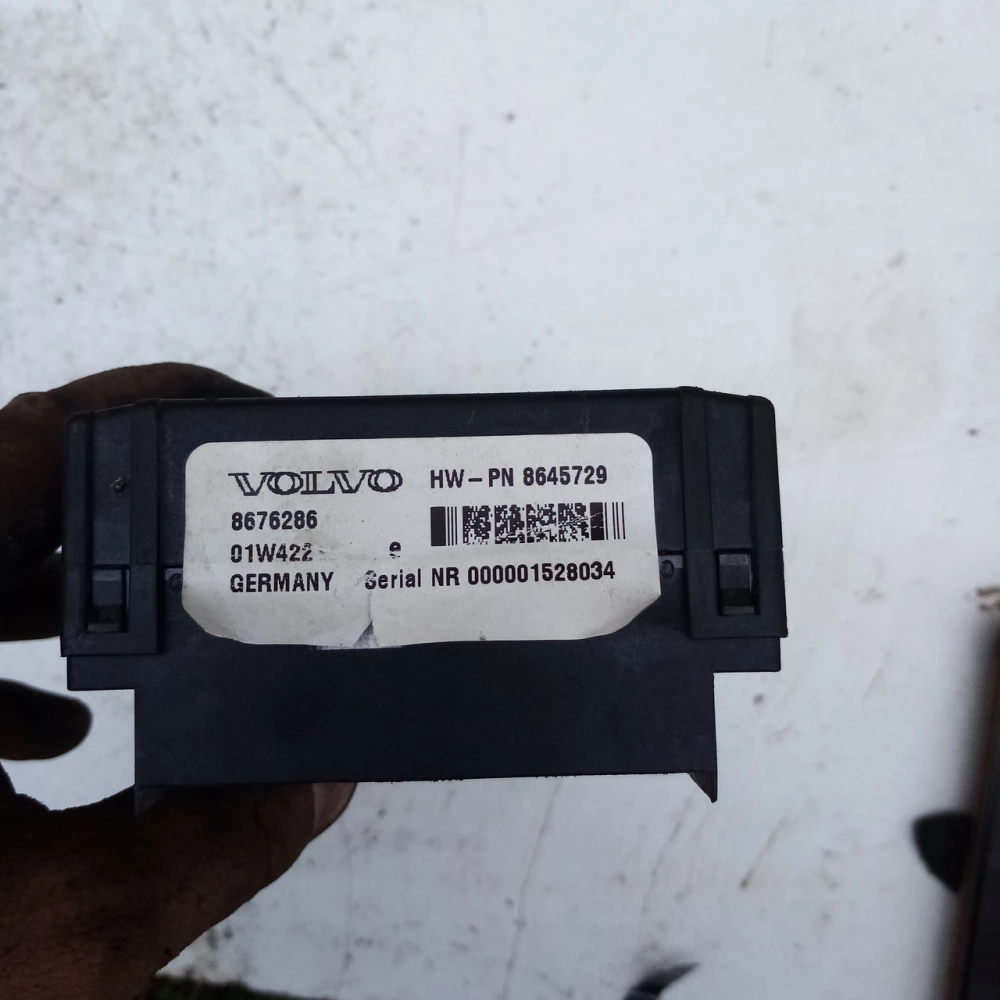 VOLVO HW-PN 8645729
8676286
01W422 e
GERMANY Serial NR 000001528034